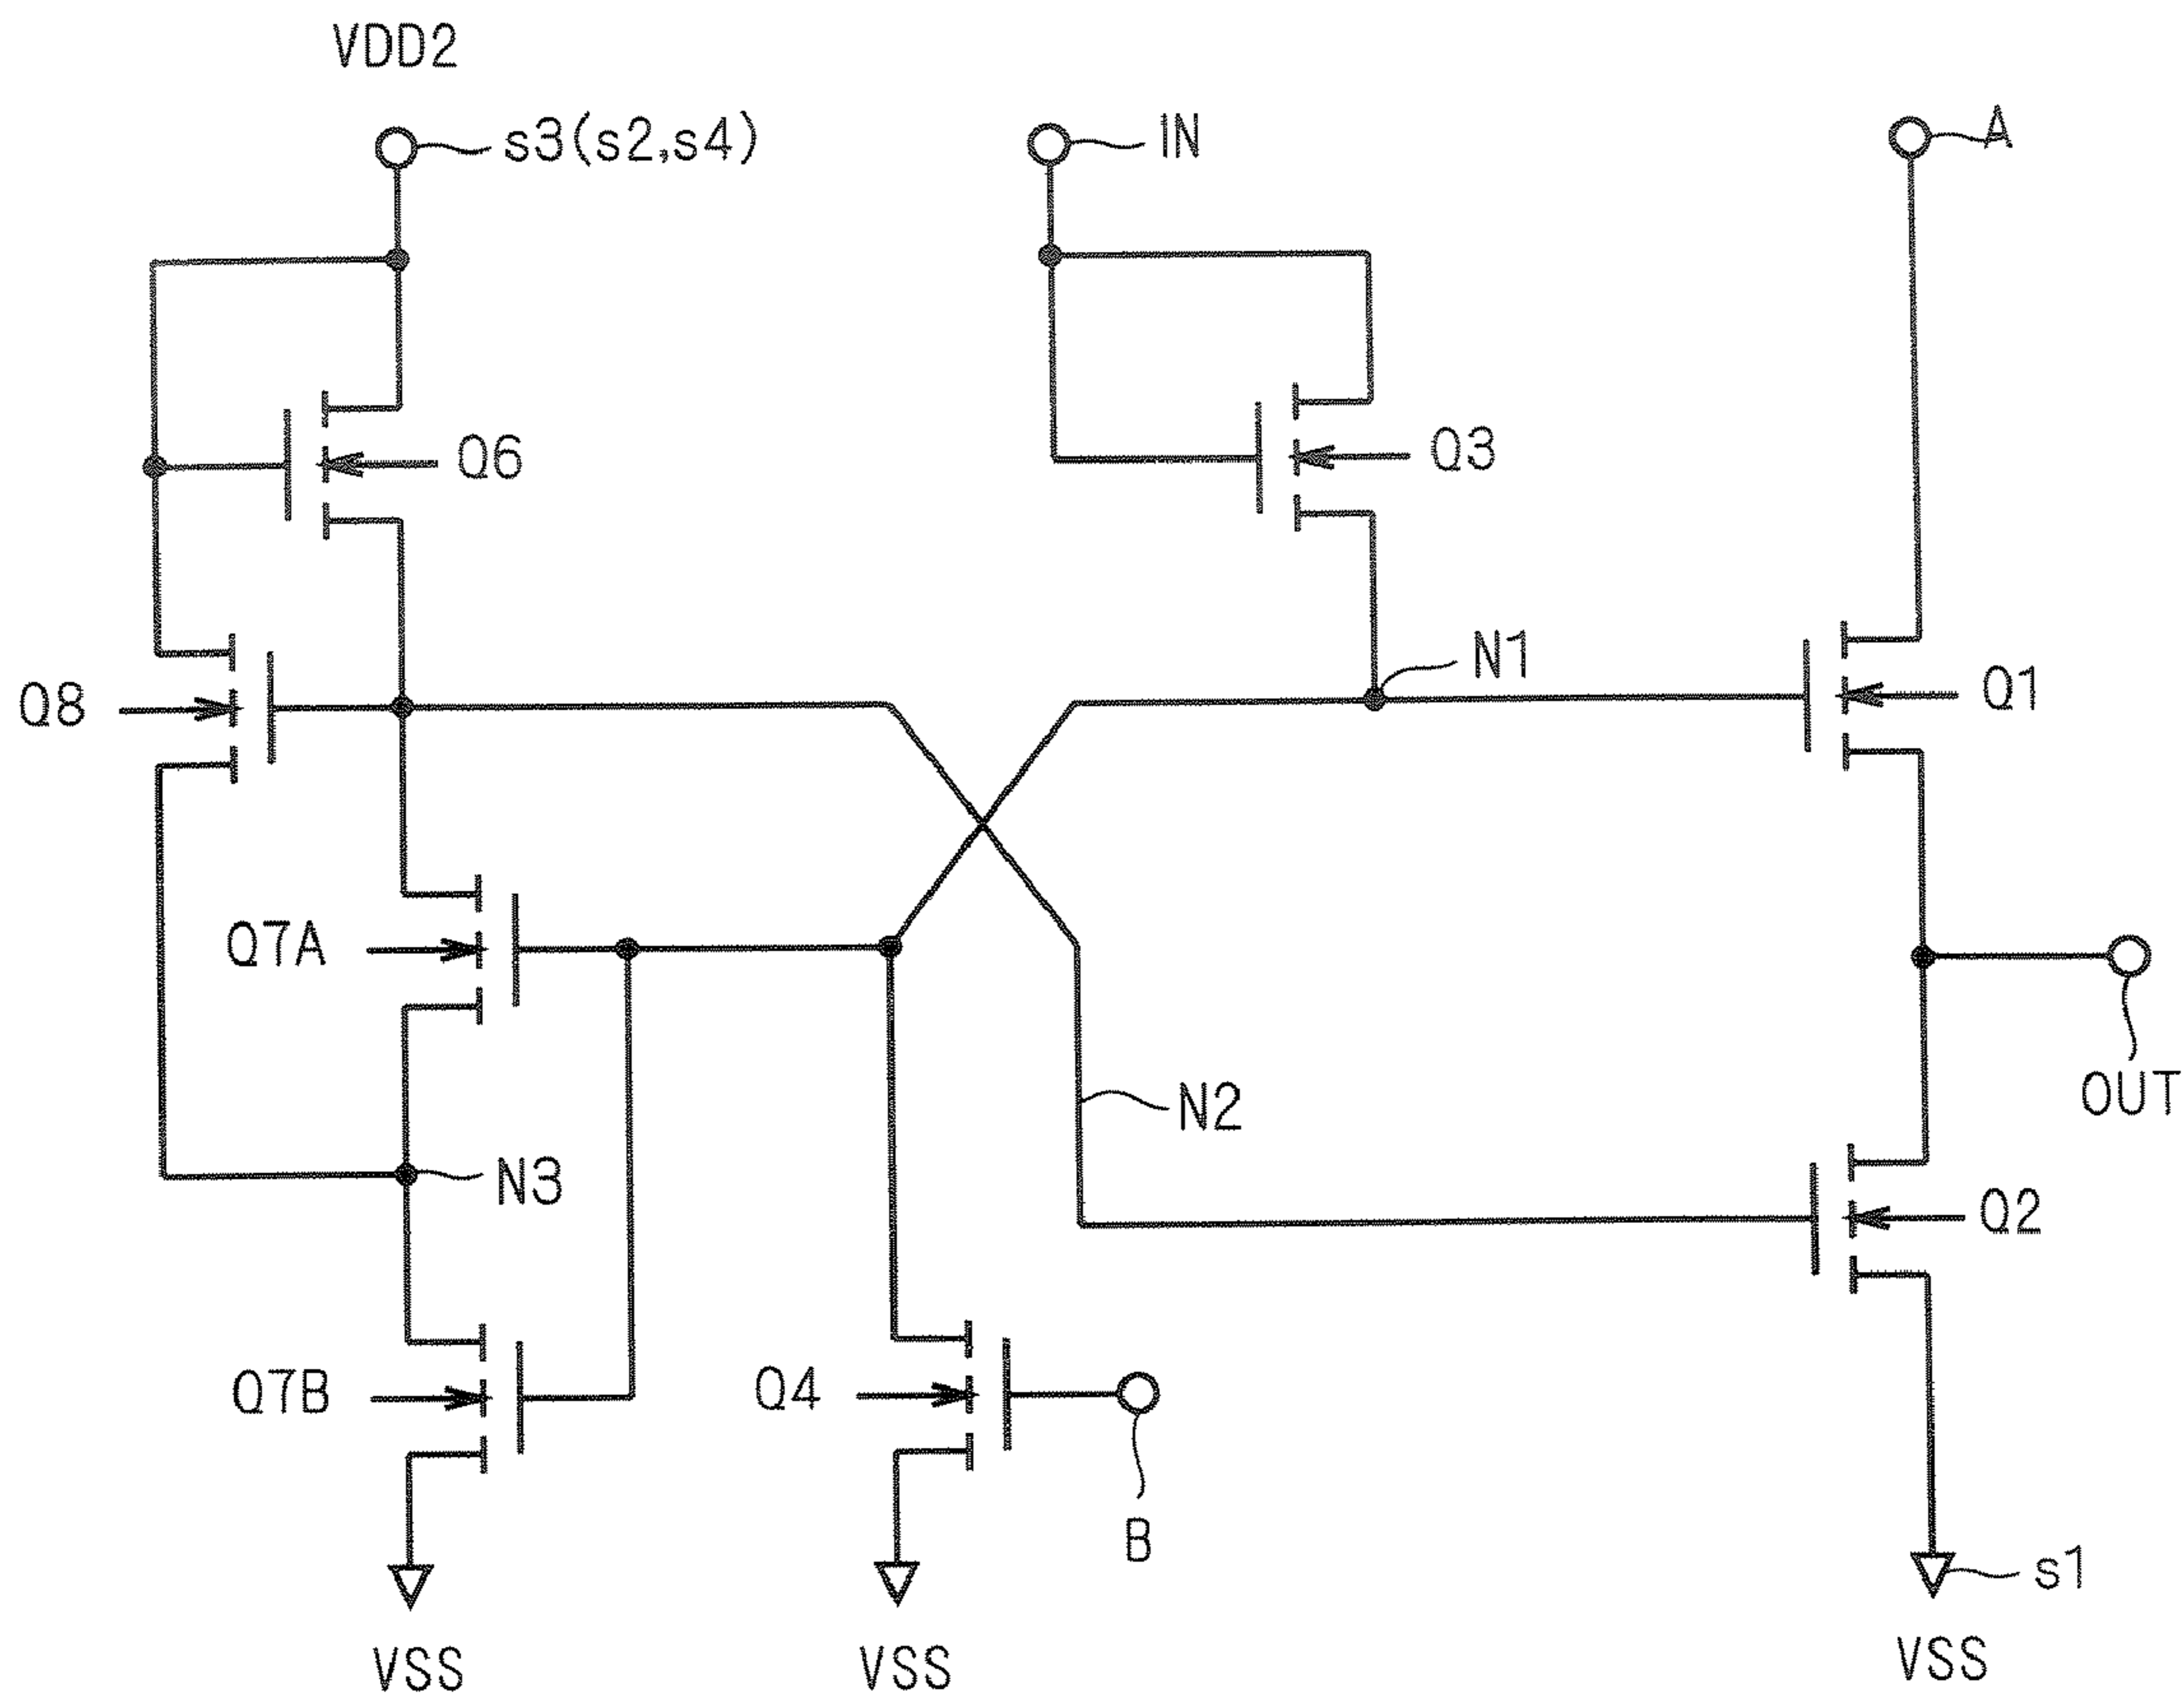 VDD2
s3(s2,s4)
IN
A
Q6
Q3
N1
Q8
Q1
Q7A
N2
OUT
N3
Q2
Q7B
Q4
B
s1
VSS
VSS
VSS